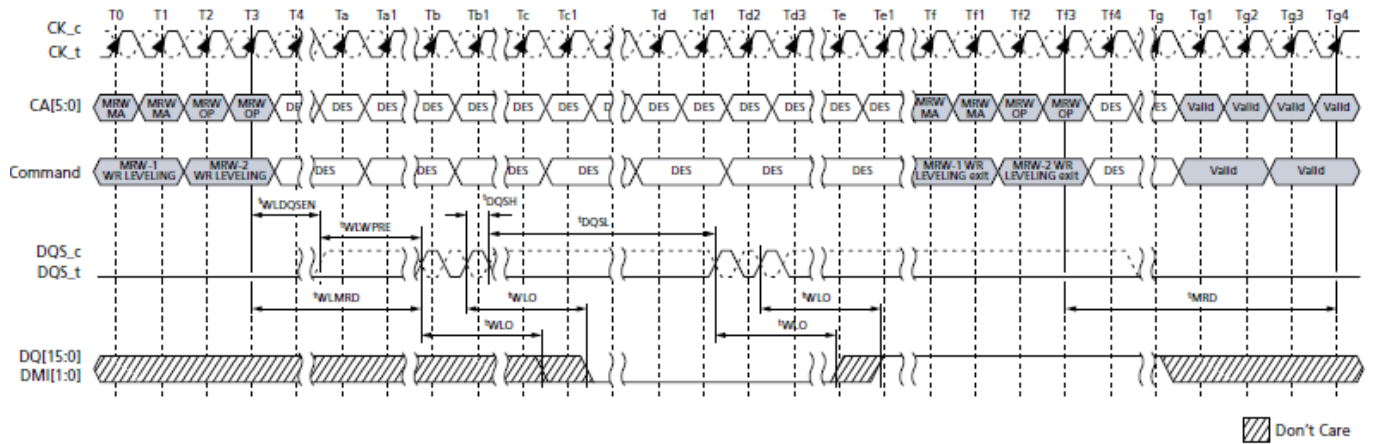 T0 T1 T2 T3 T4 Ta Ta1 Tb Tb1 Tc Tc1 Td Td1 Td2 Td3 Te Te1 Tf Tf1 Tf2 Tf3 Tf4 Tg Tg1 Tg2 Tg3 Tg4
CK_c
CK_t
CA[5:0] MRW MA MRW MA MRW OP MRW OP DES DES DES DES DES DES DES DES DES DES DES DES DES MRW MA MRW MA MRW OP MRW OP DES Valid Valid Valid Valid
Command MRW-1 WR LEVELING MRW-2 WR LEVELING DES DES DES DES DES DES DES MRW-1 WR LEVELING exit MRW-2 WR LEVELING exit DES Valid Valid
tWLDQSEN tDQSH
tWLWPRE tDQSL
DQS_c
DQS_t
tWLMRD tWLO tWLO tMRD
tWLO tWLO
DQ[15:0]
DMI[1:0]
Don't Care